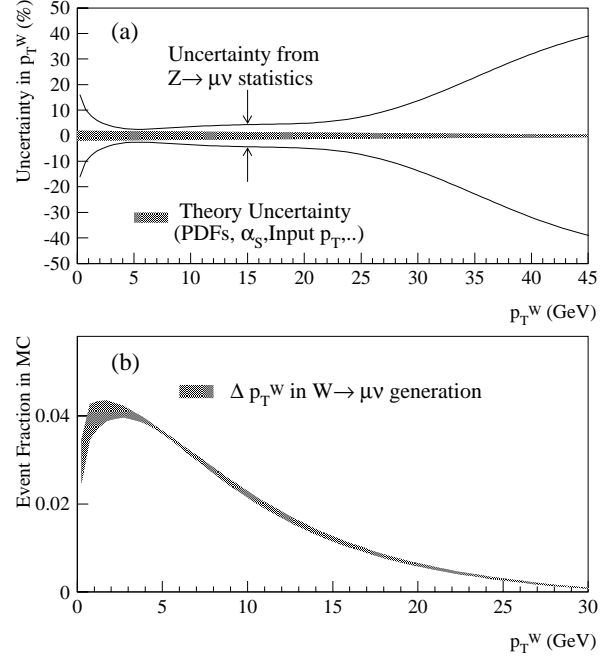 (a)
Uncertainty in p_T^W (%)
50
40
30
20
10
0
-10
-20
-30
-40
-50
Uncertainty from
Z→ μν statistics
Theory Uncertainty
(PDFs, α_S,Input p_T,..)
0 5 10 15 20 25 30 35 40 45
p_T^W (GeV)
(b)
Event Fraction in MC
Δ p_T^W in W→ μν generation
0.04
0.02
0
0 5 10 15 20 25 30
p_T^W (GeV)